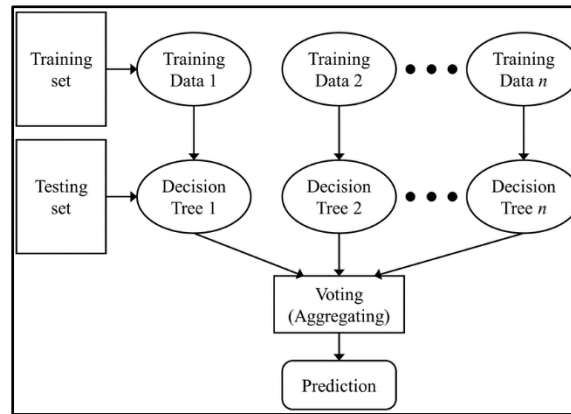 Training
set
Training
Data 1
Training
Data 2
Training
Data n
Testing
set
Decision
Tree 1
Decision
Tree 2
Decision
Tree n
Voting
(Aggregating)
Prediction